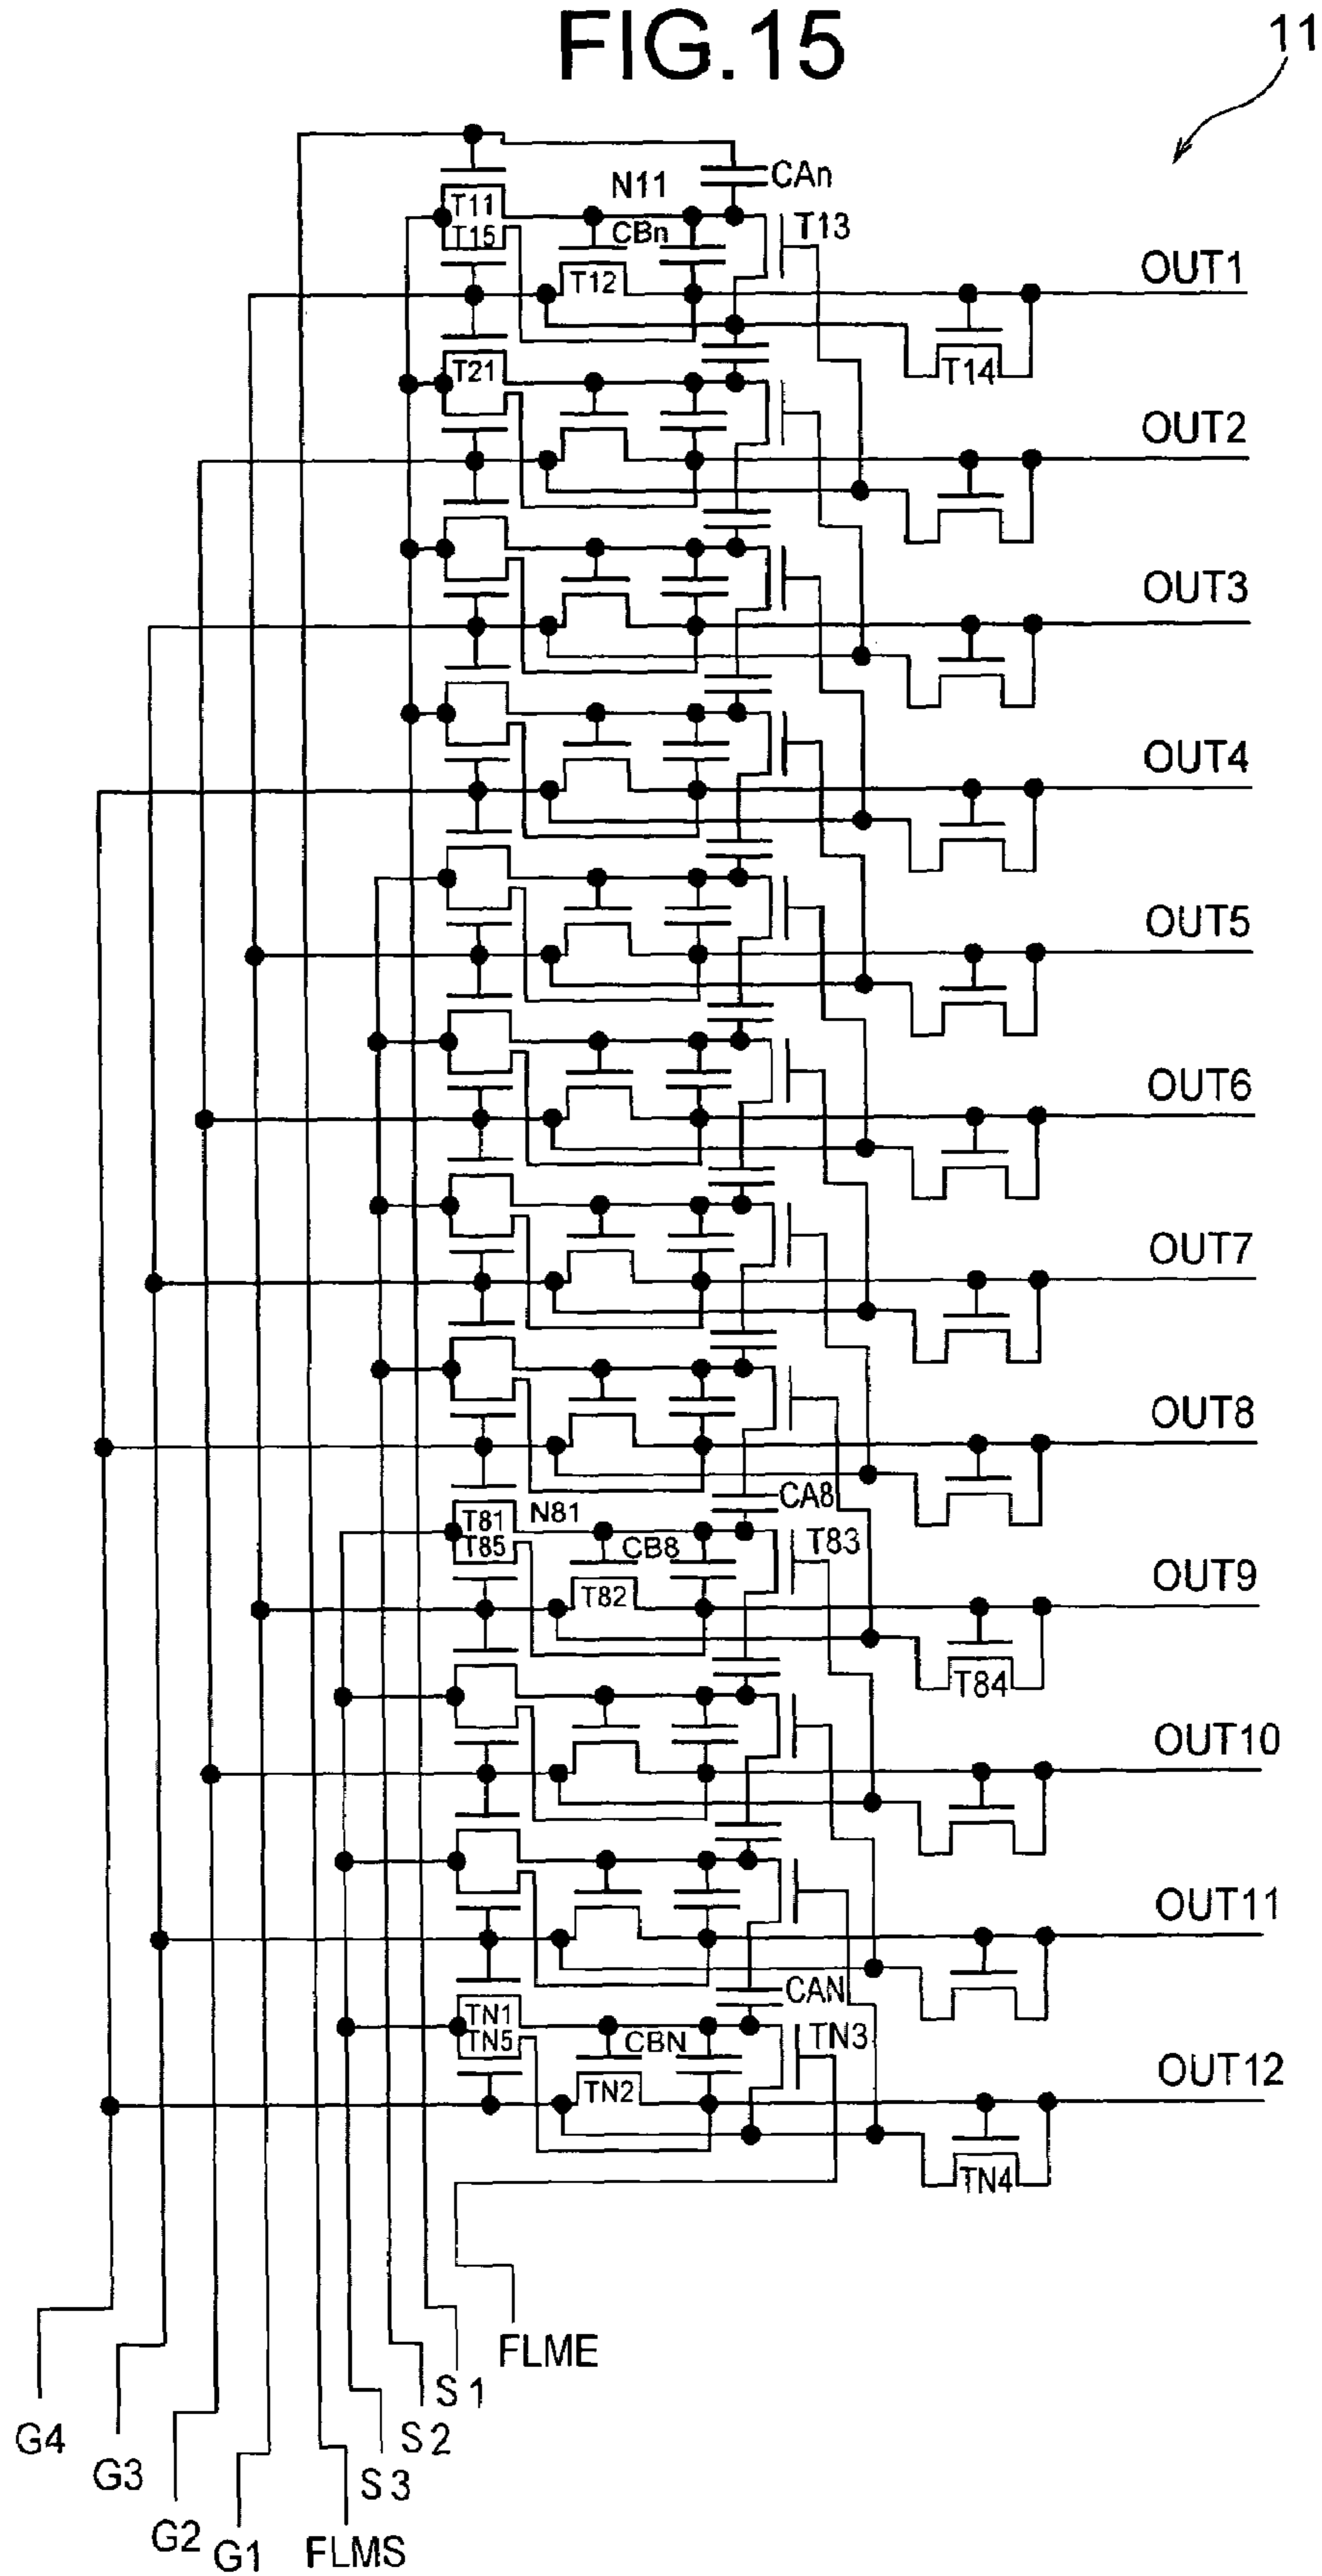 FIG.15
11
CAn
N11
T11
T13
T15
CBn
T12
OUT1
T14
T21
OUT2
OUT3
OUT4
OUT5
OUT6
OUT7
OUT8
CA8
N81
T81
T83
T85
CB8
T82
OUT9
T84
OUT10
OUT11
CAN
TN1
TN3
TN5
CBN
TN2
OUT12
TN4
FLME
S1
S2
S3
G4
G3
G2
G1
FLMS